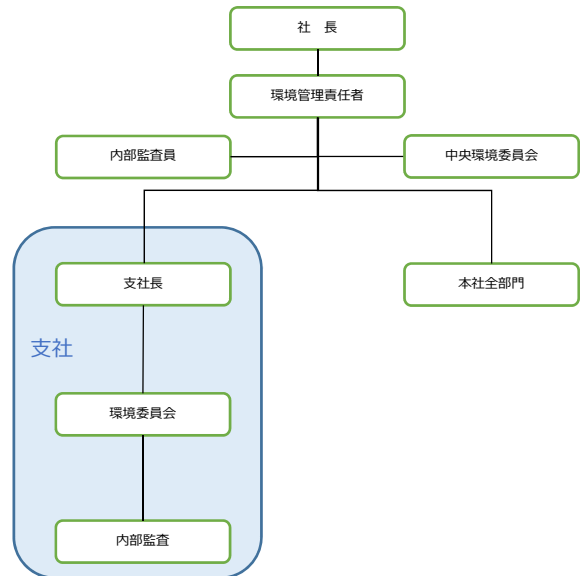 社　長
環境管理責任者
内部監査員
中央環境委員会
支社長
本社全部門
支社
環境委員会
内部監査